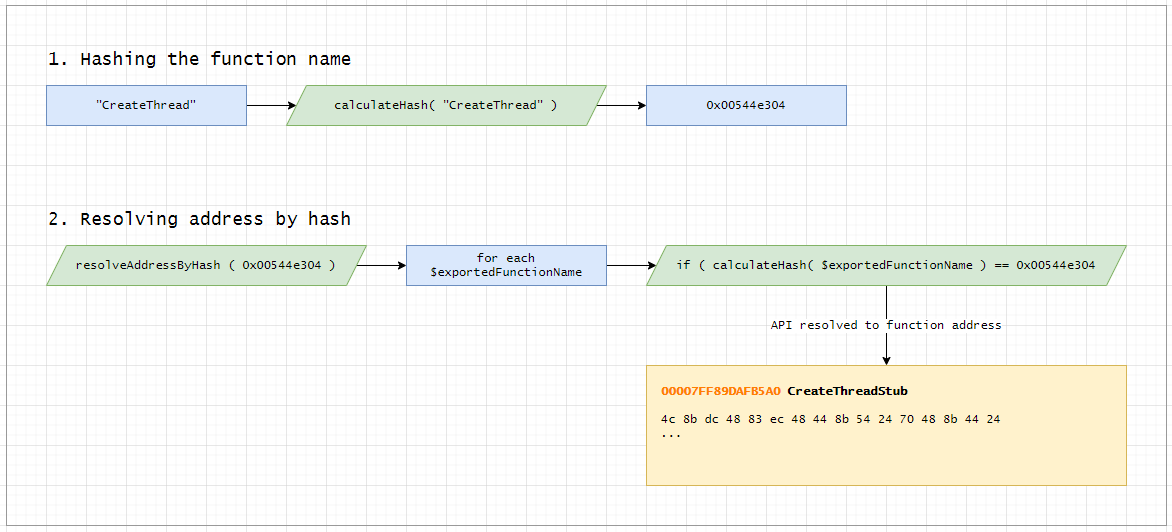 1. Hashing the function name
"CreateThread"
calculateHash( "CreateThread" )
0x00544e304
2. Resolving address by hash
resolveAddressByHash ( 0x00544e304 )
for each
$exportedFunctionName
if ( calculateHash( $exportedFunctionName ) == 0x00544e304
API resolved to function address
00007FF89DAFB5A0 CreateThreadStub
4c 8b dc 48 83 ec 48 44 8b 54 24 70 48 8b 44 24
...